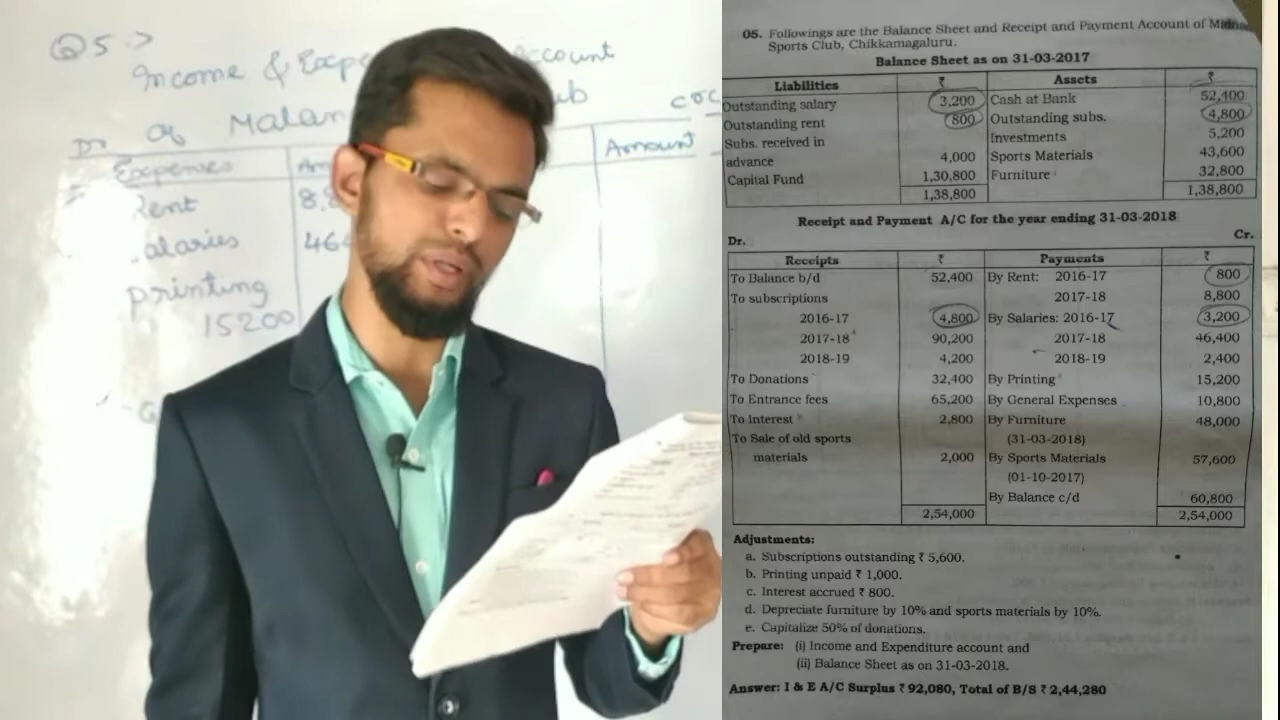 Q5 >
Income & Expe Account
of Malan ub
Dr
Expenses
Amount
Rent
8,
alaries 46
printing
15200
05. Followings are the Balance Sheet and Receipt and Payment Account of
Sports Club, Chikkamagaluru.
Balance Sheet as on 31-03-2017
Liabilities ₹ Assets ₹
Outstanding salary 3,200 Cash at Bank 52,400
Outstanding rent 800 Outstanding subs. 4,800
Subs. received in Investments 5,200
advance 4,000 Sports Materials 43,600
Capital Fund 1,30,800 Furniture 32,800
1,38,800 1,38,800
Receipt and Payment A/C for the year ending 31-03-2018
Dr. Cr.
Receipts ₹ Payments ₹
To Balance b/d 52,400 By Rent: 2016-17 800
To subscriptions 2017-18 8,800
2016-17 4,800 By Salaries: 2016-17 3,200
2017-18 90,200 2017-18 46,400
2018-19 4,200 2018-19 2,400
To Donations 32,400 By Printing 15,200
To Entrance fees 65,200 By General Expenses 10,800
To Interest 2,800 By Furniture 48,000
To Sale of old sports (31-03-2018)
materials 2,000 By Sports Materials 57,600
(01-10-2017)
By Balance c/d 60,800
2,54,000 2,54,000
Adjustments:
a. Subscriptions outstanding ₹ 5,600.
b. Printing unpaid ₹ 1,000.
c. Interest accrued ₹ 800.
d. Depreciate furniture by 10% and sports materials by 10%.
e. Capitalize 50% of donations.
Prepare: (i) Income and Expenditure account and
(ii) Balance Sheet as on 31-03-2018.
Answer: I & E A/C Surplus ₹ 92,080, Total of B/S ₹ 2,44,280